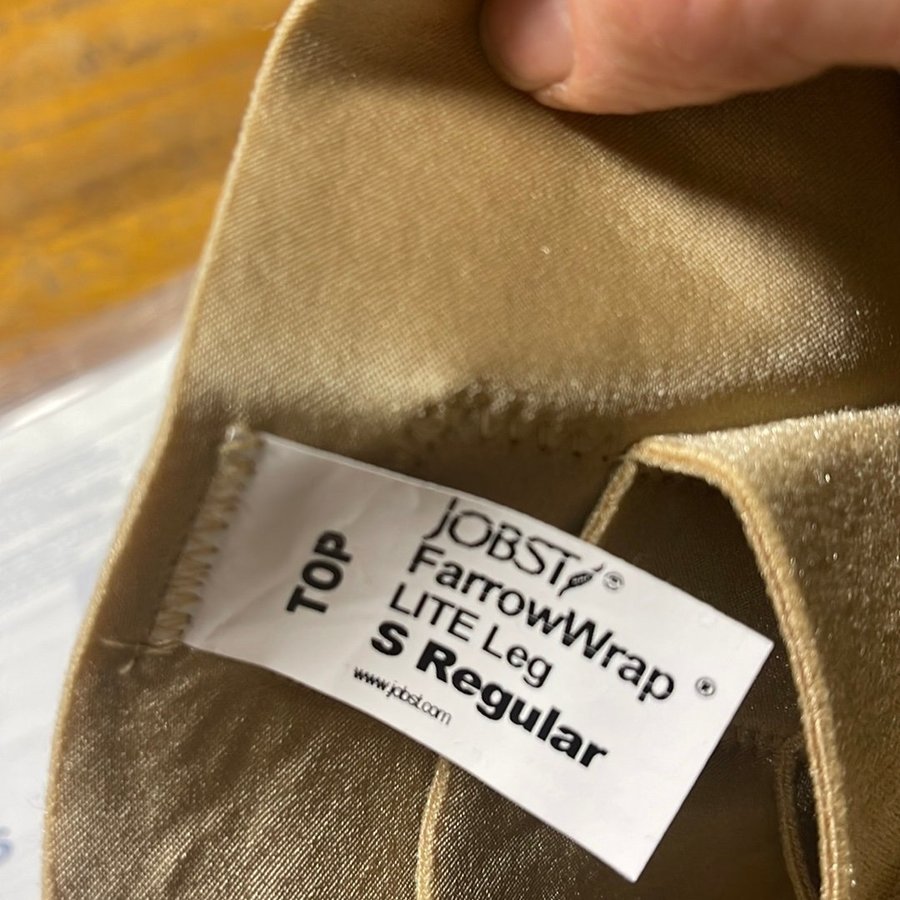 TOP
JOBST ®
FarrowWrap ®
LITE Leg
S Regular
www.jobst.com